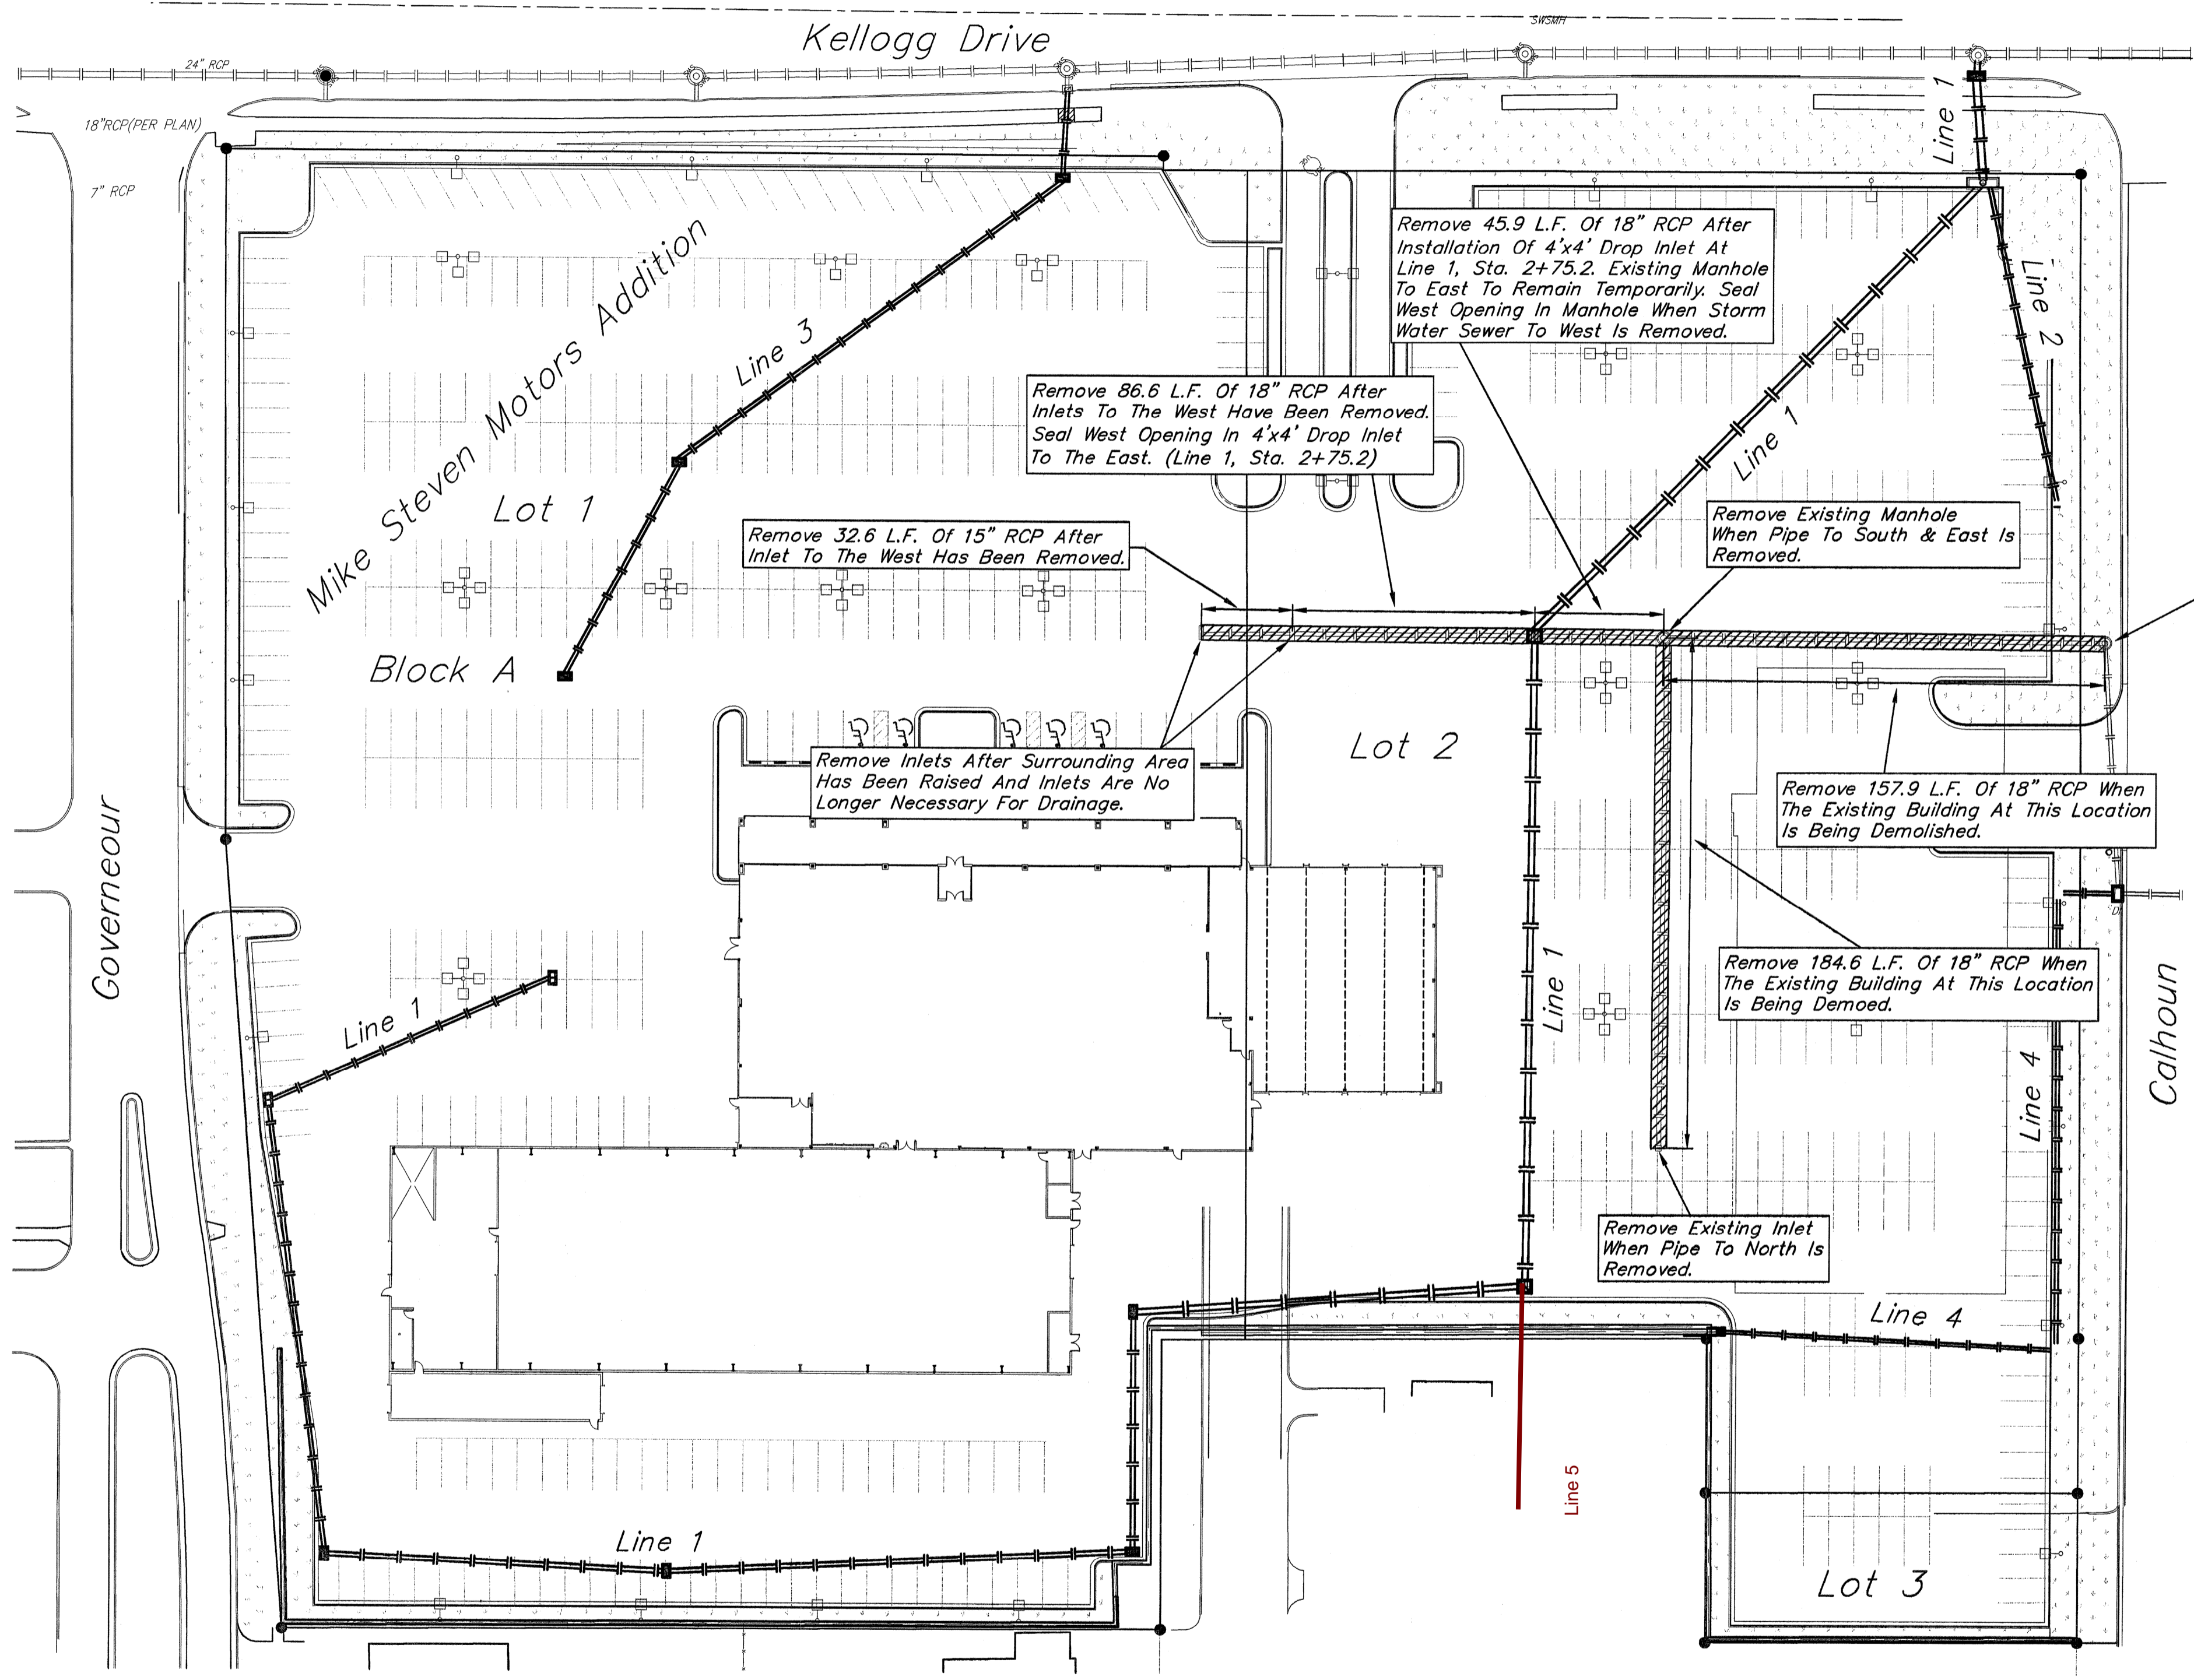 SWSMH
Kellogg Drive
24" RCP
18"RCP(PER PLAN)
7" RCP
Line 1
Mike Steven Motors Addition
Line 3
Line 2
Remove 45.9 L.F. Of 18" RCP After
Installation Of 4'x4' Drop Inlet At
Line 1, Sta. 2+75.2. Existing Manhole
To East To Remain Temporarily. Seal
West Opening In Manhole When Storm
Water Sewer To West Is Removed.
Remove 86.6 L.F. Of 18" RCP After
Inlets To The West Have Been Removed.
Seal West Opening In 4'x4' Drop Inlet
To The East. (Line 1, Sta. 2+75.2)
Line 1
Lot 1
Remove 32.6 L.F. Of 15" RCP After
Inlet To The West Has Been Removed.
Remove Existing Manhole
When Pipe To South & East Is
Removed.
Block A
Lot 2
Remove Inlets After Surrounding Area
Has Been Raised And Inlets Are No
Longer Necessary For Drainage.
Remove 157.9 L.F. Of 18" RCP When
The Existing Building At This Location
Is Being Demolished.
Governeour
DI
Remove 184.6 L.F. Of 18" RCP When
The Existing Building At This Location
Is Being Demoed.
Line 1
Line 1
Calhoun
Line 4
Remove Existing Inlet
When Pipe To North Is
Removed.
Line 4
Line 5
Line 1
Lot 3